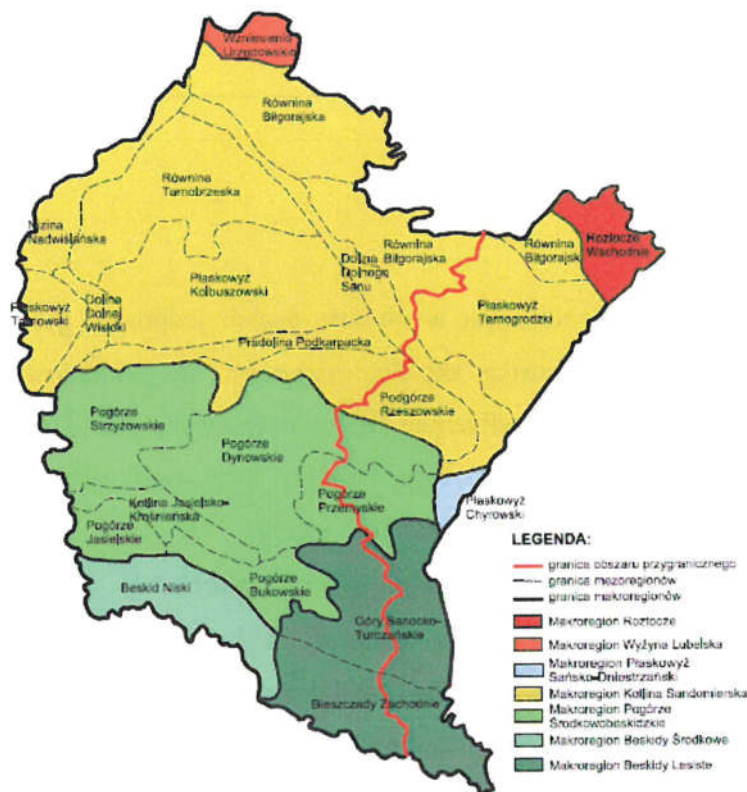 Wzniesienia
Urzędowskie
Równina
Biłgorajska
Równina
Tarnobrzeska
Nizina
Nadwiślańska
Płaskowyż
Tarnowski
Dolina
Dolnej
Wisłoki
Płaskowyż
Kolbuszowski
Dolina
Dolnego
Sanu
Równina
Biłgorajska
Równina
Biłgorajsk
Roztocze
Wschodnie
Płaskowyż
Tarnogrodzki
Pradolina Podkarpacka
Podgórze
Rzeszowskie
Pogórze
Strzyżowskie
Pogórze
Dynowskie
Pogórze
Przemyskie
Płaskowyż
Chyrowski
Kotlina Jasielsko-
Krośnieńska
Pogórze
Jasielskie
Beskid Niski
Pogórze
Bukowskie
Góry Sanocko-
Turczańskie
Bieszczady Zachodnie
LEGENDA:
granica obszaru przygranicznego
granica mezoregionów
granica makroregionów
Makroregion Roztocze
Makroregion Wyżyna Lubelska
Makroregion Płaskowyż
Sańsko-Dniestrzański
Makroregion Kotlina Sandomierska
Makroregion Pogórze
Środkowobeskidzkie
Makroregion Beskidy Środkowe
Makroregion Beskidy Lesiste